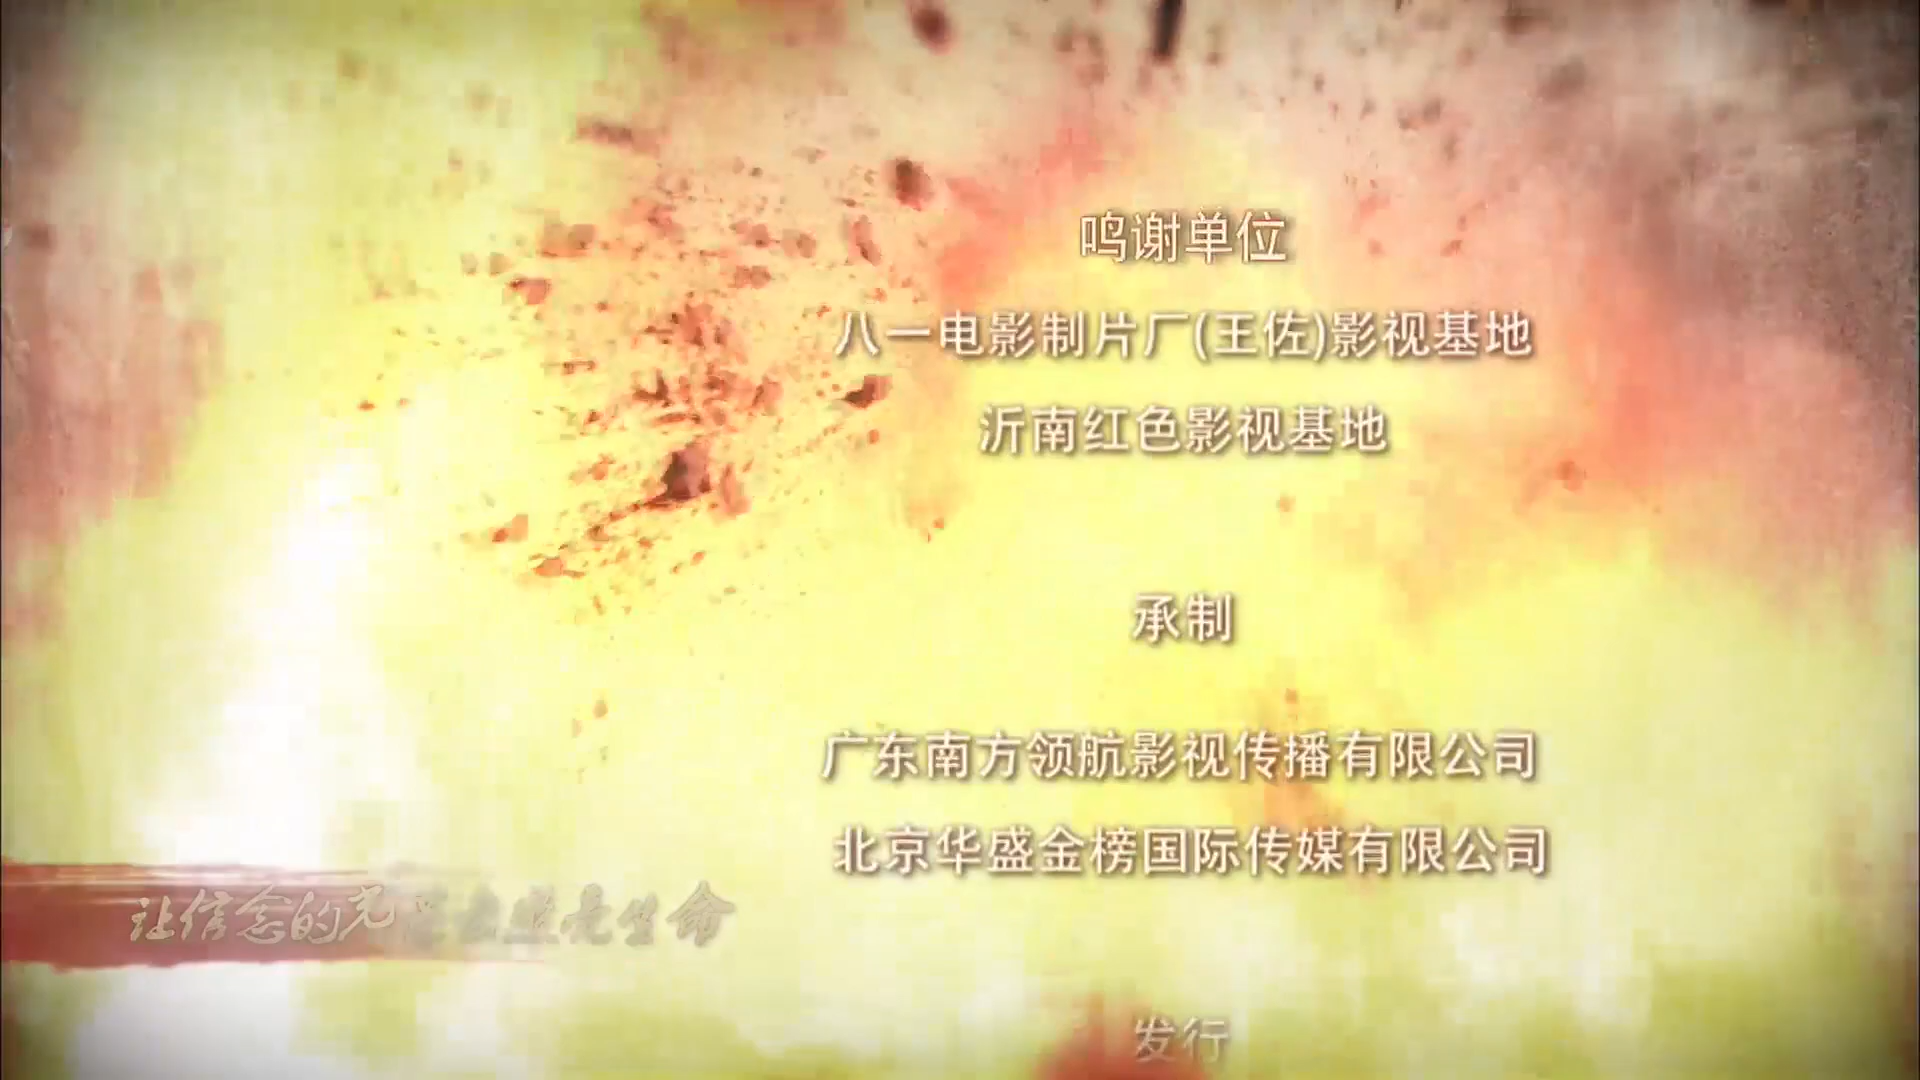 鸣谢单位
八一电影制片厂(王佐)影视基地
沂南红色影视基地
承制
广东南方领航影视传播有限公司
北京华盛金榜国际传媒有限公司
让信念的光 照亮生命
发行